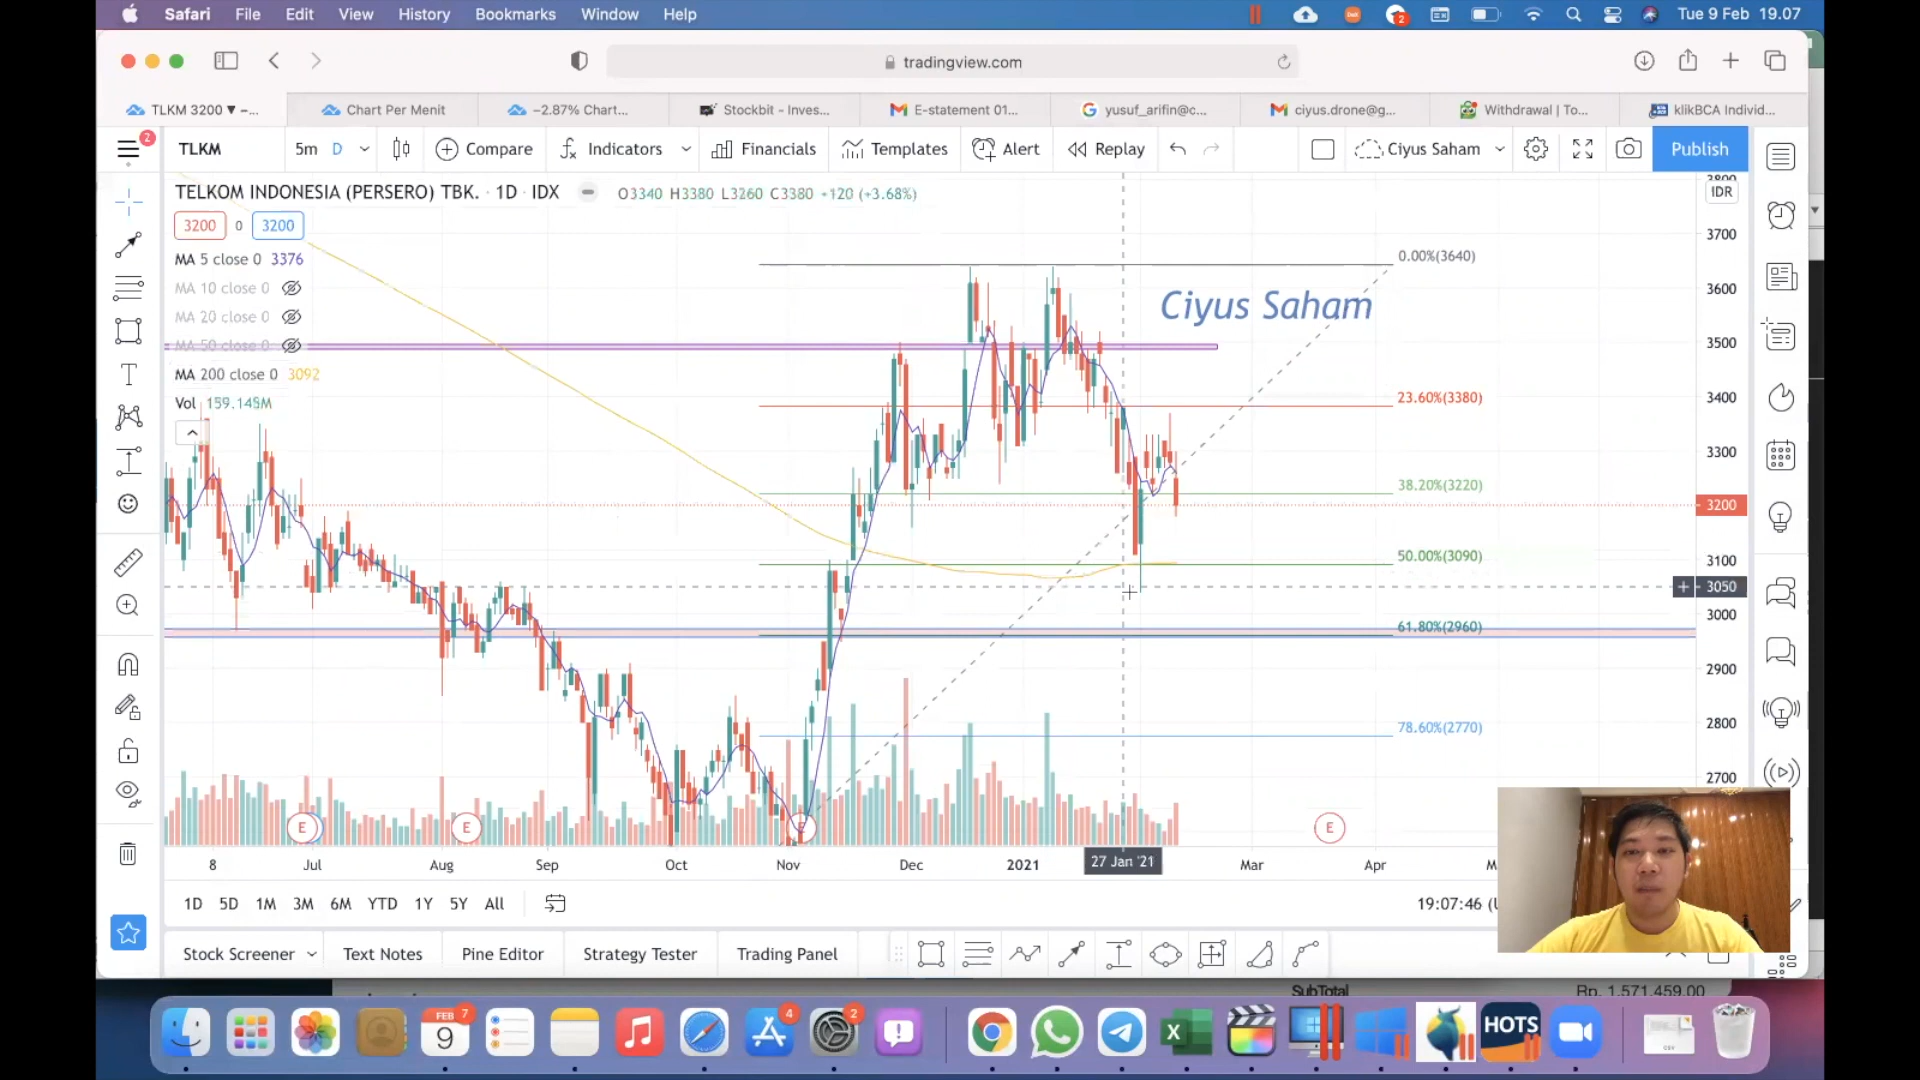 Safari File Edit View History Bookmarks Window Help Tue 9 Feb 19.07
tradingview.com
TLKM 3200 ▼ −... Chart Per Menit −2.87% Chart... Stockbit - Inves... E-statement 01... yusuf_arifin@c... ciyus.drone@g... Withdrawal | To... klikBCA Individ...
2
TLKM 5m D Compare Indicators Financials Templates Alert Replay Ciyus Saham Publish
TELKOM INDONESIA (PERSERO) TBK. · 1D · IDX O3340 H3380 L3260 C3380 +120 (+3.68%)
IDR
3200 0 3200
MA 5 close 0 3376
MA 10 close 0
MA 20 close 0
MA 50 close 0
MA 200 close 0 3092
Vol 159.145M
Ciyus Saham
0.00%(3640)
23.60%(3380)
38.20%(3220)
50.00%(3090)
61.80%(2960)
78.60%(2770)
3800
3700
3600
3500
3400
3300
3200
3100
3050
3000
2900
2800
2700
E E E E
8 Jul Aug Sep Oct Nov Dec 2021 27 Jan '21 Mar Apr
1D 5D 1M 3M 6M YTD 1Y 5Y All 19:07:46 (U
Stock Screener Text Notes Pine Editor Strategy Tester Trading Panel
SubTotal Rp. 1,571,459.00
FEB 9 7 4 2 HOTS